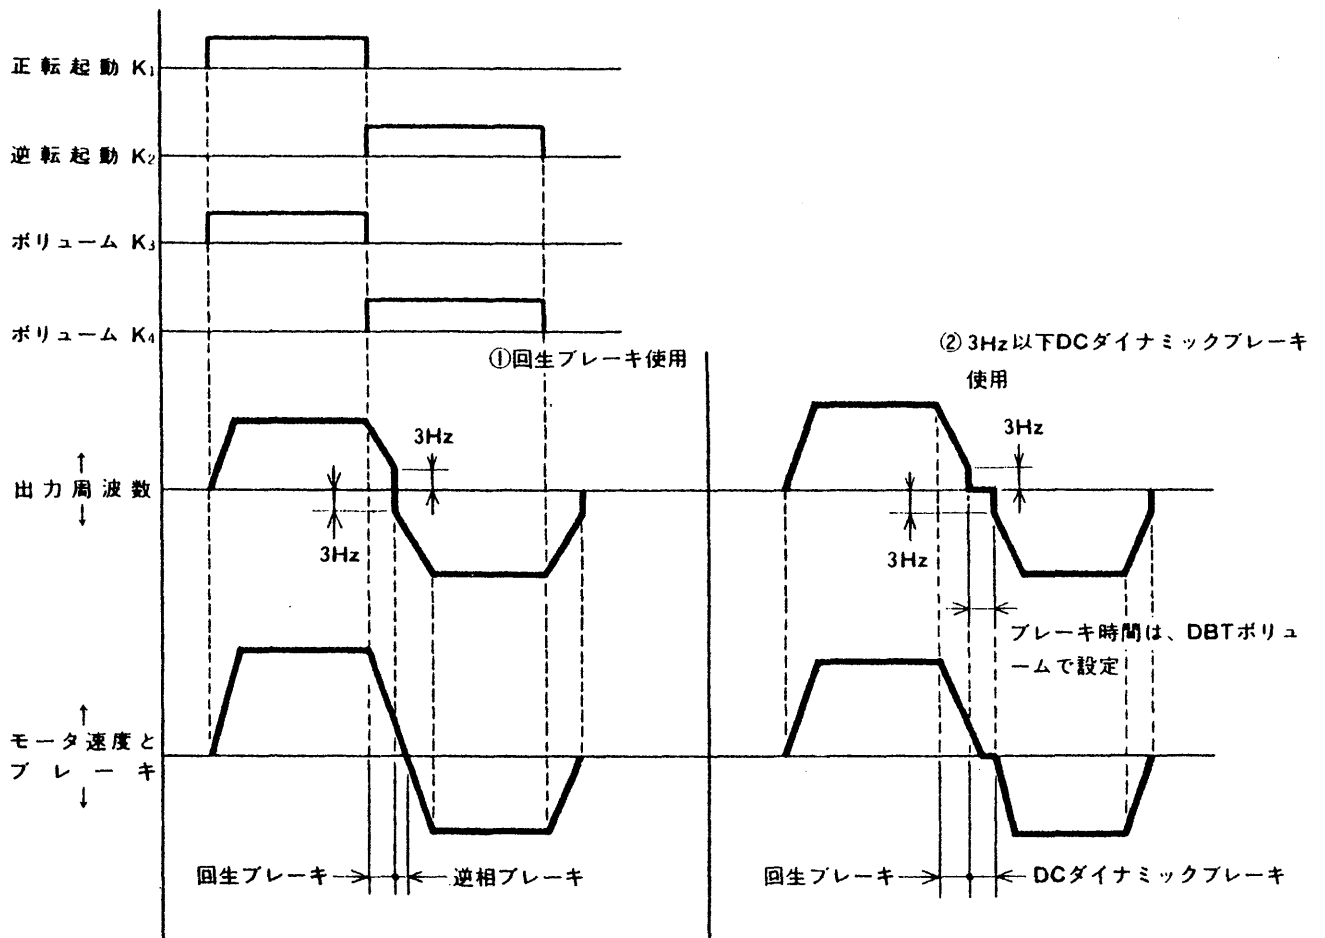 正転起動 K₁
逆転起動 K₂
ボリューム K₃
ボリューム K₄
①回生ブレーキ使用
②3Hz以下DCダイナミックブレーキ
使用
3Hz
3Hz
↑
出力周波数
↓
3Hz
3Hz
ブレーキ時間は、DBTボリュ
ームで設定
↑
モータ速度と
ブレーキ
↓
回生ブレーキ
逆相ブレーキ
回生ブレーキ
DCダイナミックブレーキ